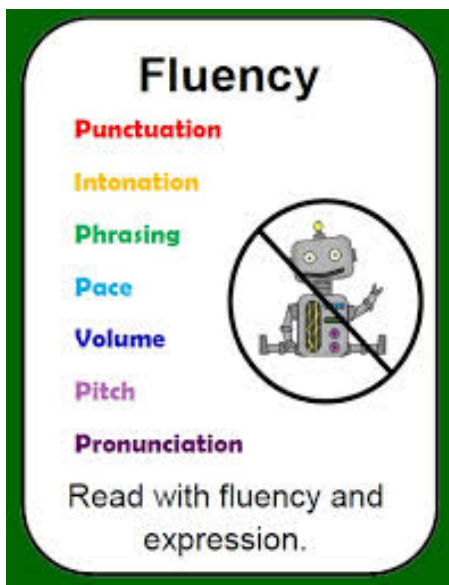 Fluency
Punctuation
Intonation
Phrasing
Pace
Volume
Pitch
Pronunciation
Read with fluency and
expression.